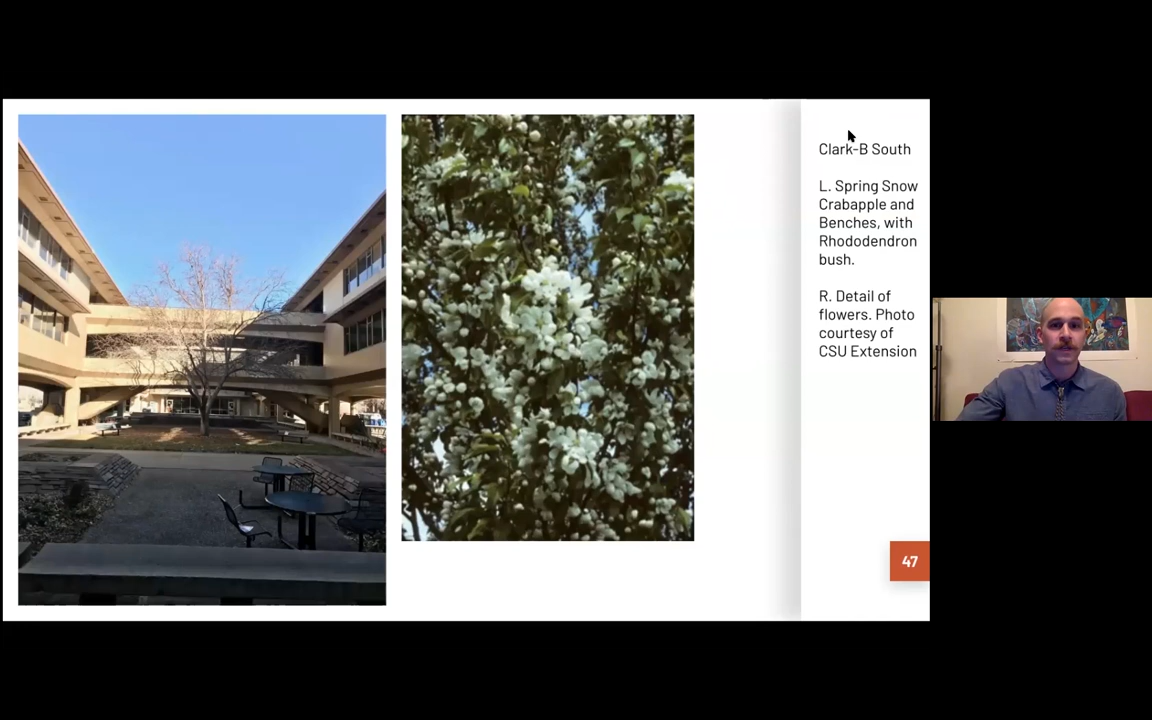 Clark-B South
L. Spring Snow
Crabapple and
Benches, with
Rhododendron
bush.
R. Detail of
flowers. Photo
courtesy of
CSU Extension
47